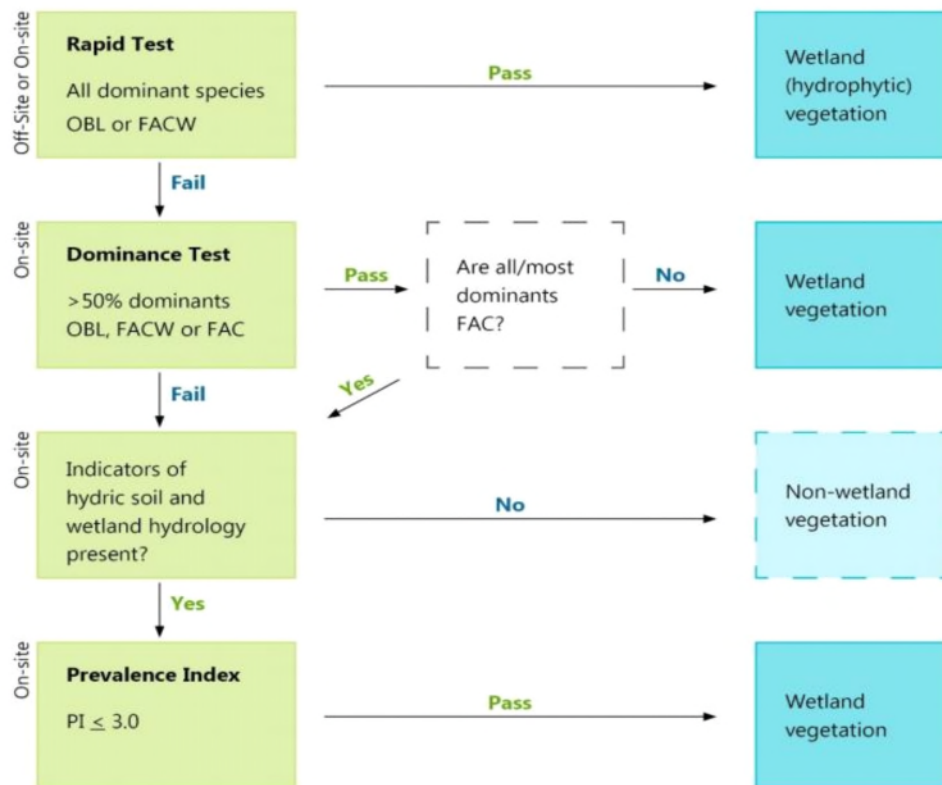 Off-Site or On-site
Rapid Test
All dominant species
OBL or FACW
Pass
Wetland
(hydrophytic)
vegetation
Fail
On-site
Dominance Test
>50% dominants
OBL, FACW or FAC
Pass
Are all/most
dominants
FAC?
No
Wetland
vegetation
Yes
Fail
On-site
Indicators of
hydric soil and
wetland hydrology
present?
No
Non-wetland
vegetation
Yes
On-site
Prevalence Index
PI ≤ 3.0
Pass
Wetland
vegetation